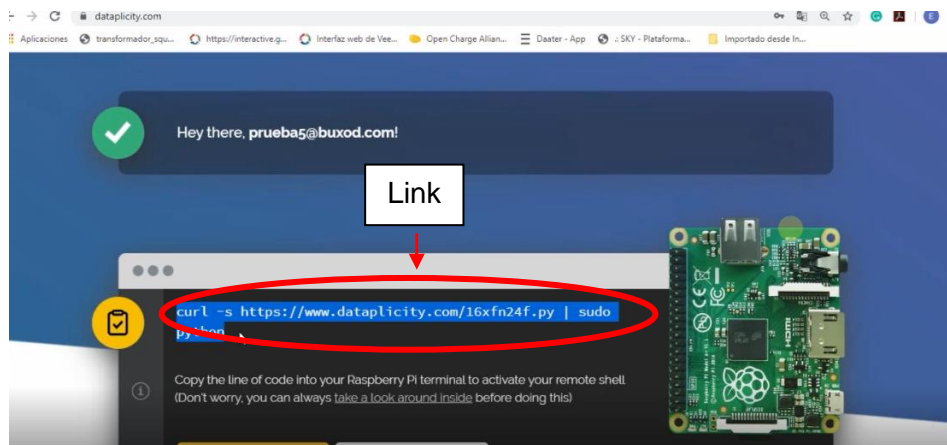 dataplicity.com
Aplicaciones transformador_squ... https://interactive.g... Interfaz web de Vee... Open Charge Allian... Daater - App .: SKY - Plataforma... Importado desde In...
E
Hey there, prueba5@buxod.com!
Link
curl -s https://www.dataplicity.com/16xfn24f.py | sudo
python
Copy the line of code into your Raspberry Pi terminal to activate your remote shell.
(Don't worry, you can always take a look around inside before doing this)
HDMI